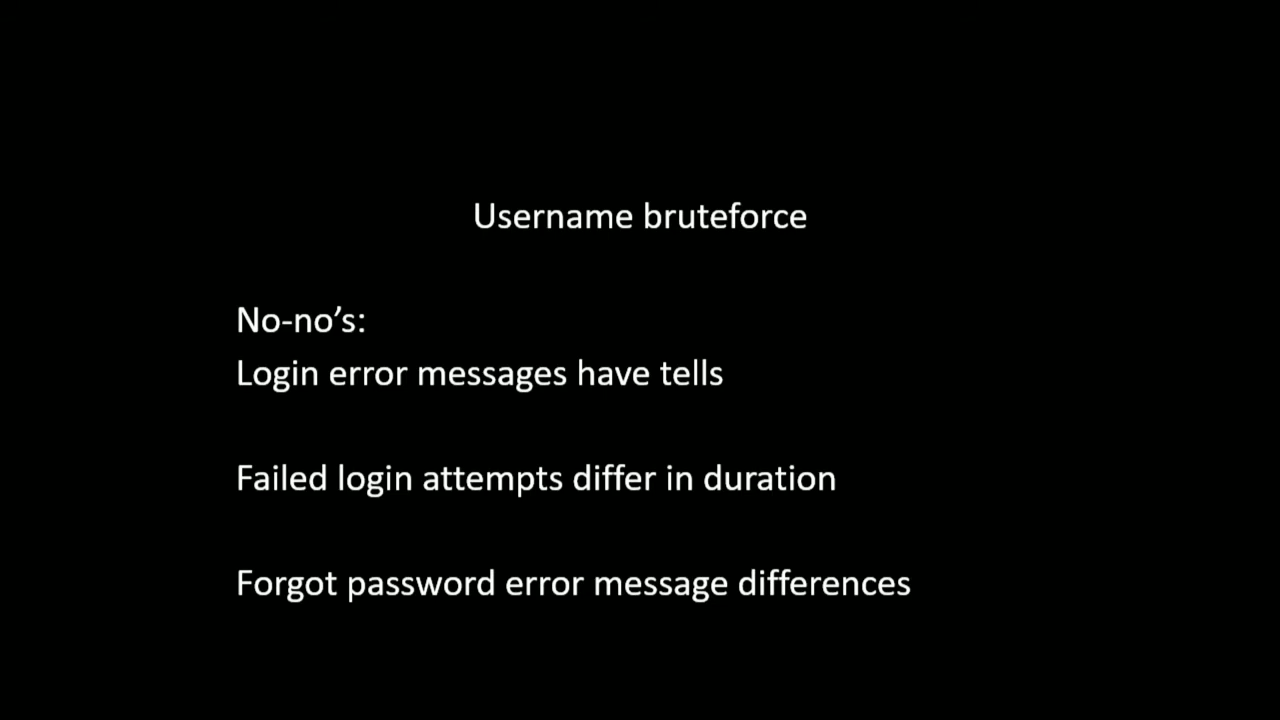 Username bruteforce
No-no’s:
Login error messages have tells
Failed login attempts differ in duration
Forgot password error message differences